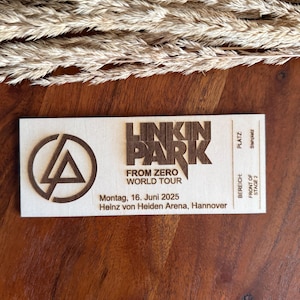 LINKIN
PARK
FROM ZERO
WORLD TOUR
Montag, 16. Juni 2025
Heinz von Heiden Arena, Hannover
PLATZ:
Stehplatz
BEREICH:
FRONT OF
STAGE 2